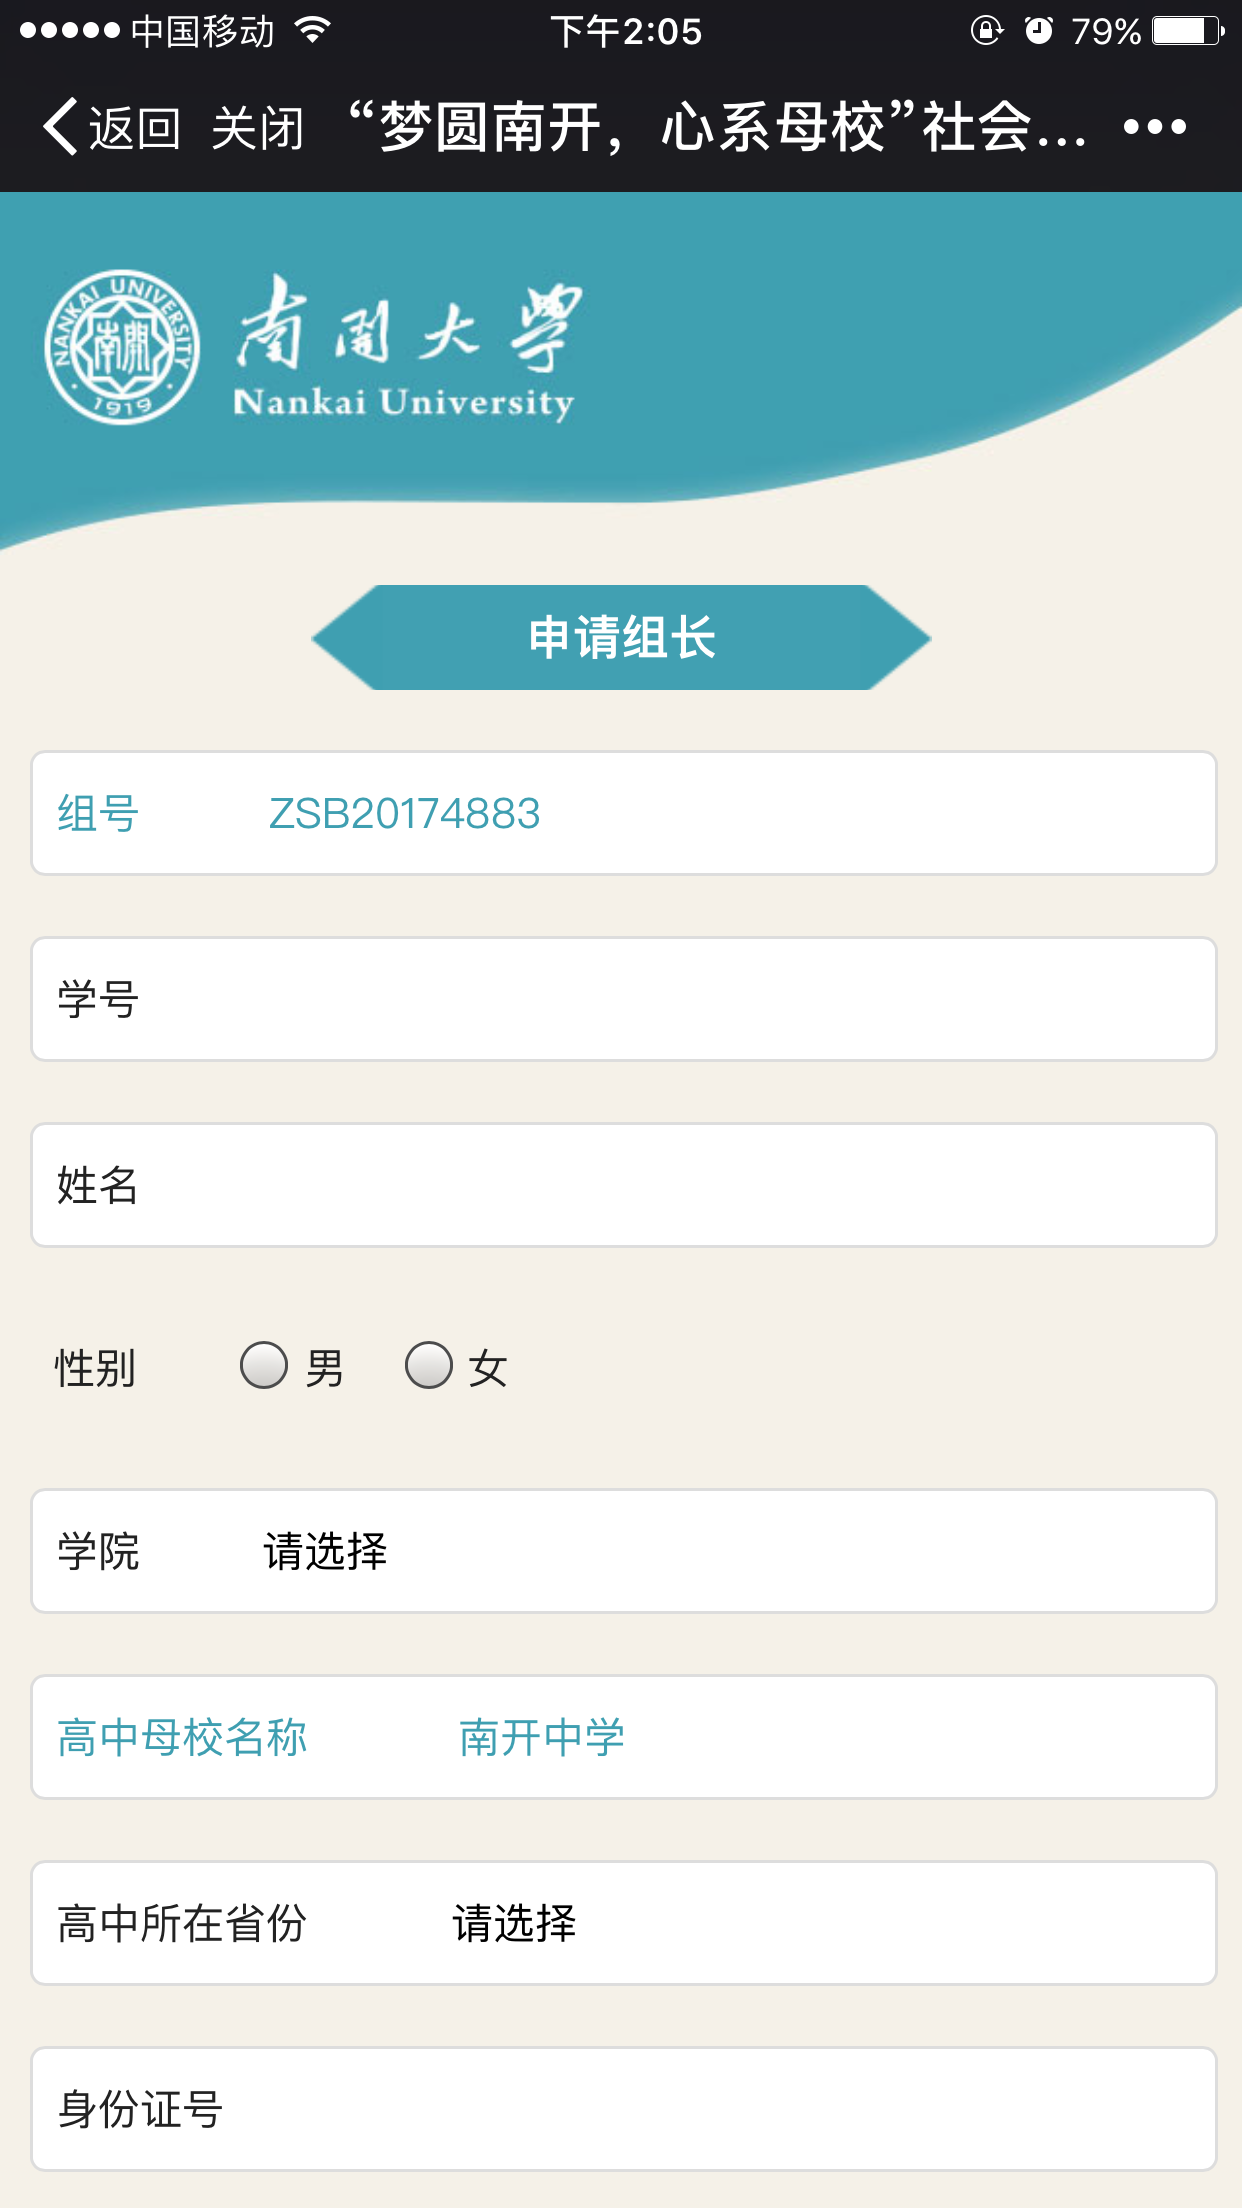 中国移动 下午2:05 79%
返回 关闭 “梦圆南开，心系母校”社会...
NANKAI UNIVERSITY
南開
1919
南開大學
Nankai University
申请组长
组号 ZSB20174883
学号
姓名
性别 男 女
学院 请选择
高中母校名称 南开中学
高中所在省份 请选择
身份证号